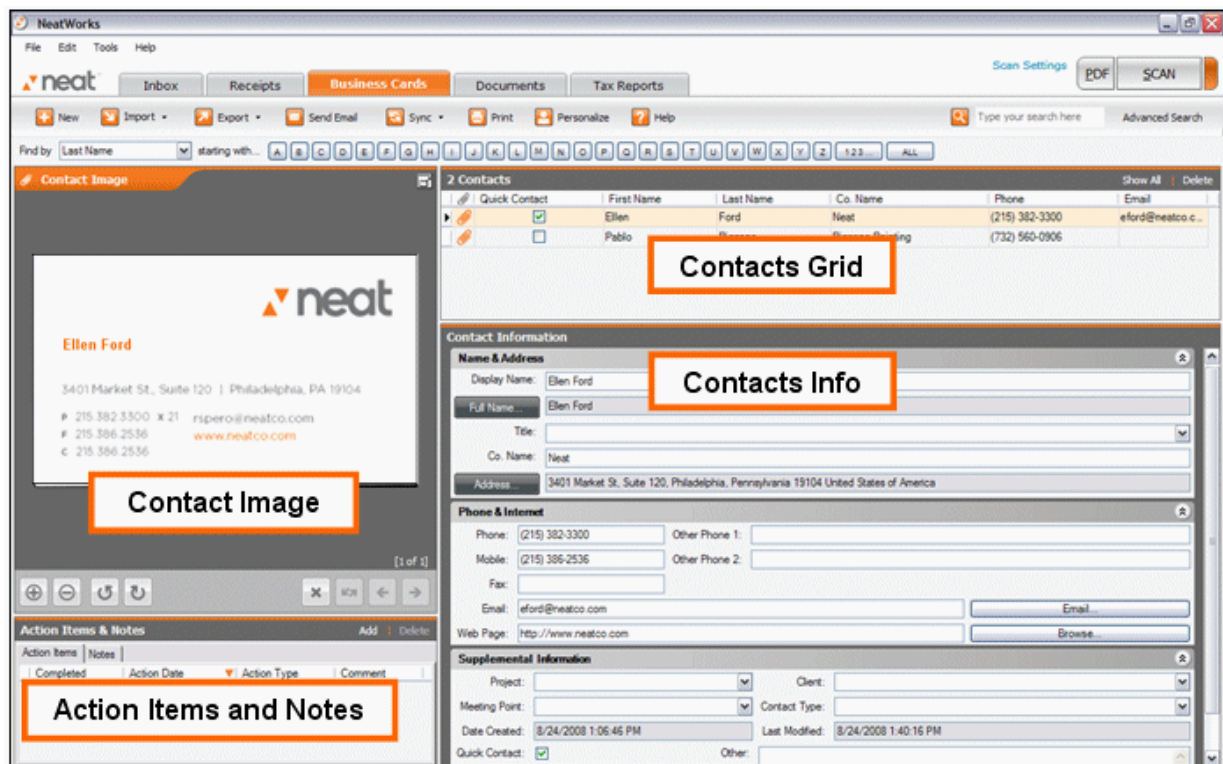 NeatWorks
File Edit Tools Help
neat Inbox Receipts Business Cards Documents Tax Reports Scan Settings PDF SCAN
New Import Export Send Email Sync Print Personalize Help Type your search here Advanced Search
Find by Last Name starting with... A B C D E F G H I J K L M N O P Q R S T U V W X Y Z 123... ALL
Contact Image
neat
Ellen Ford
3401 Market St., Suite 120 | Philadelphia, PA 19104
P 215.382.3300 X 21 rspero@neatco.com
F 215.386.2536 www.neatco.com
C 215.386.2536
Contact Image
[1 of 1]
Action Items & Notes Add Delete
Action Items Notes
Completed Action Date Action Type Comment
Action Items and Notes
2 Contacts Show All Delete
Quick Contact First Name Last Name Co. Name Phone Email
Ellen Ford Neat (215) 382-3300 eford@neatco.c...
Pablo (732) 560-0906
Contacts Grid
Contact Information
Name & Address
Contacts Info
Display Name: Ellen Ford
Full Name... Ellen Ford
Title:
Co. Name: Neat
Address... 3401 Market St, Suite 120, Philadelphia, Pennsylvania 19104 United States of America
Phone & Internet
Phone: (215) 382-3300 Other Phone 1:
Mobile: (215) 386-2536 Other Phone 2:
Fax:
Email: eford@neatco.com Email...
Web Page: http://www.neatco.com Browse...
Supplemental Information
Project: Client:
Meeting Point: Contact Type:
Date Created: 8/24/2008 1:06:46 PM Last Modified: 8/24/2008 1:40:16 PM
Quick Contact: Other: